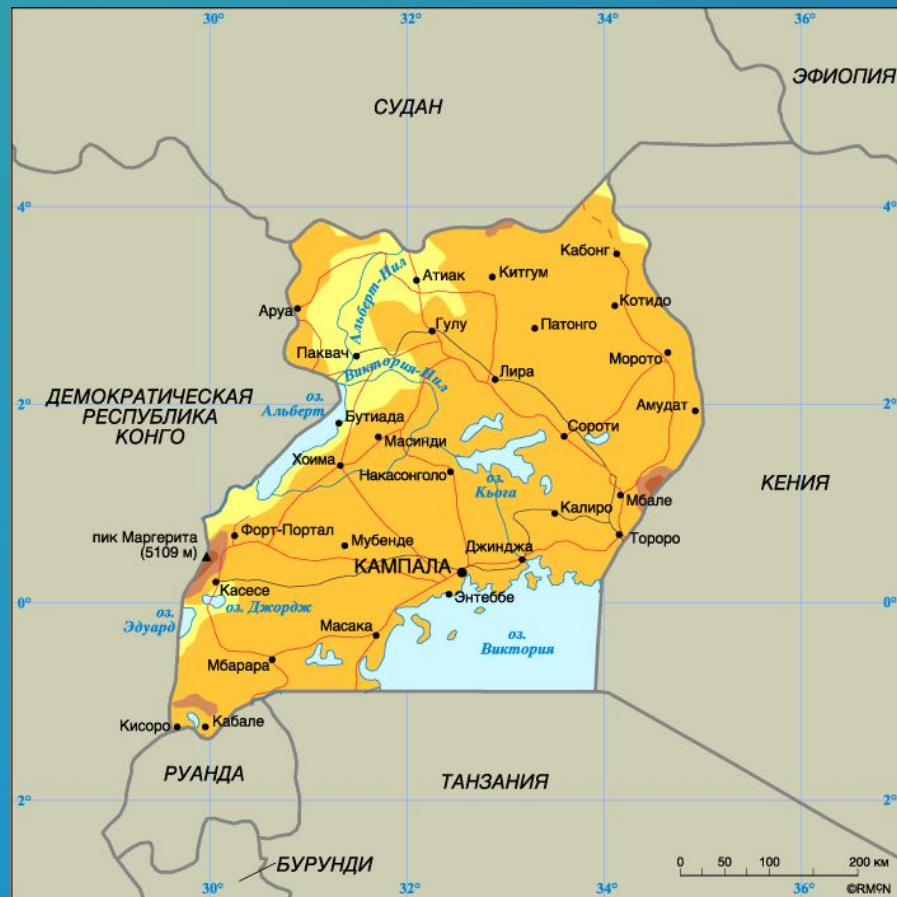 30°
32°
34°
36°
ЭФИОПИЯ
СУДАН
4°
4°
Кабонг
Атиак
Китгум
Альберт-Нил
Котидо
Аруа
Гулу
Патонго
Паквач
Морото
Виктория-Нил
Лира
ДЕМОКРАТИЧЕСКАЯ
РЕСПУБЛИКА
КОНГО
2°
оз.
Альберт
Бутиада
Амудат
2°
Масинди
Сороти
Хоима
Накасонголо
оз.
Кьога
КЕНИЯ
Мбале
Калиро
пик Маргерита
(5109 м)
Форт-Портал
Мубенде
Джинджа
Тороро
КАМПАЛА
Касесе
Энтеббе
0°
оз. Джордж
0°
оз.
Эдуард
Масака
оз.
Виктория
Мбарара
Кисоро
Кабале
РУАНДА
ТАНЗАНИЯ
2°
2°
БУРУНДИ
0 50 100 200 км
30°
32°
34°
36°
©RMCN